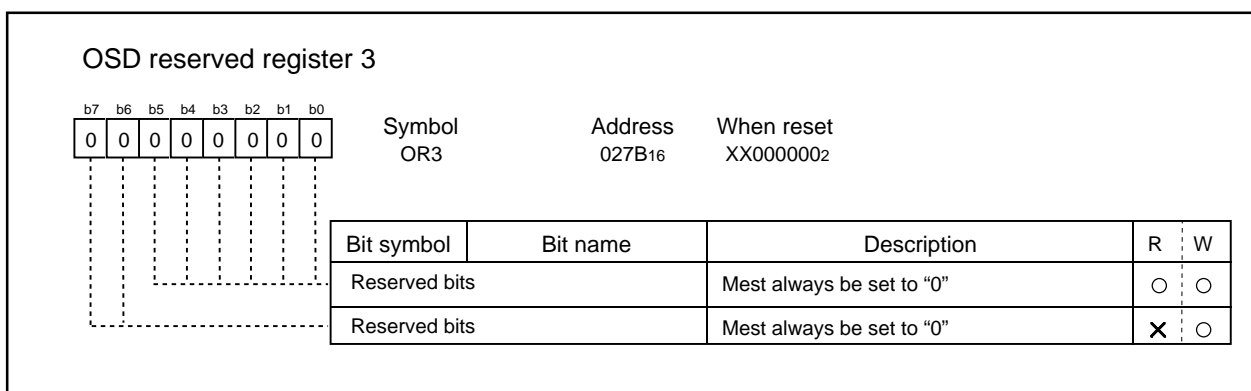 OSD reserved register 3
b7 b6 b5 b4 b3 b2 b1 b0
0 0 0 0 0 0 0 0
Symbol Address When reset
OR3 027B16 XX0000002
Bit symbol Bit name Description R W
Reserved bits Mest always be set to “0” ○ ○
Reserved bits Mest always be set to “0” ✕ ○